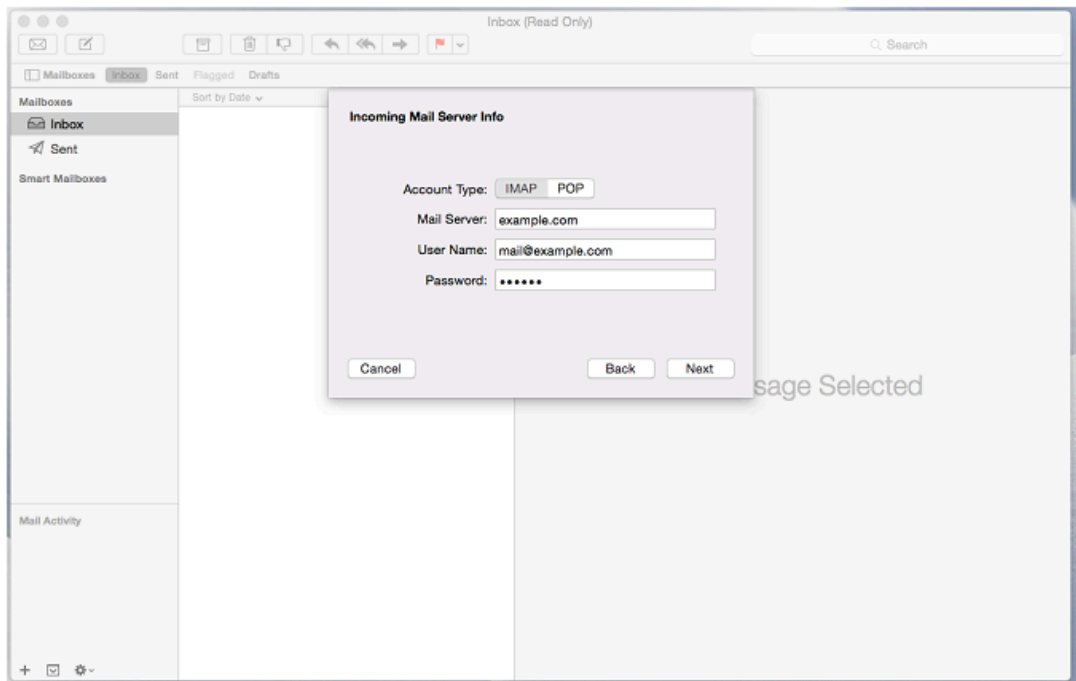 Inbox (Read Only)
Search
Mailboxes Inbox Sent Flagged Drafts
Mailboxes
Inbox
Sent
Smart Mailboxes
Mail Activity
Sort by Date
Incoming Mail Server Info
Account Type: IMAP POP
Mail Server: example.com
User Name: mail@example.com
Password: ••••••
Cancel Back Next
sage Selected